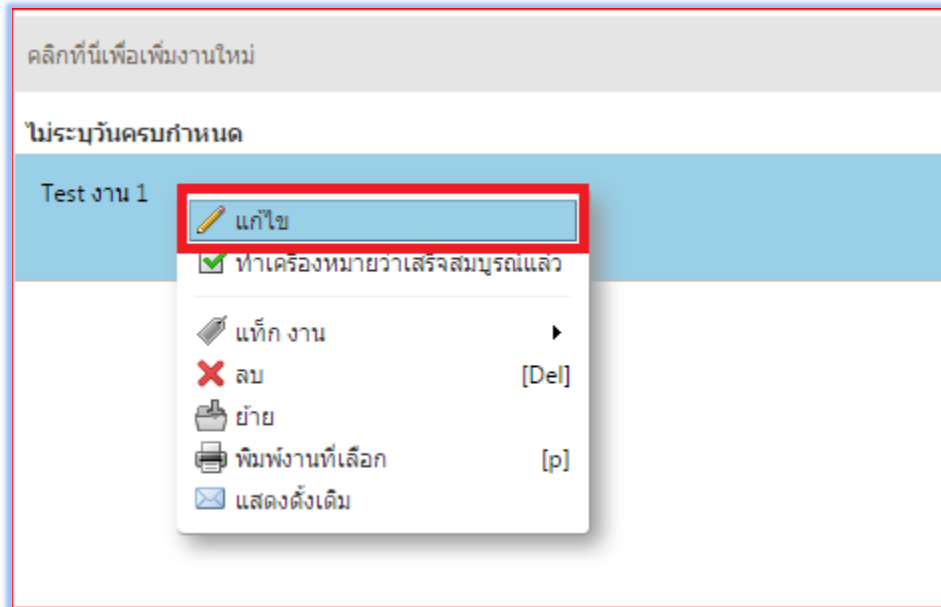 คลิกที่นี่เพื่อเพิ่มงานใหม่
ไม่ระบุวันครบกำหนด
Test งาน 1
แก้ไข
ทำเครื่องหมายว่าเสร็จสมบูรณ์แล้ว
แท็ก งาน
ลบ [Del]
ย้าย
พิมพ์งานที่เลือก [p]
แสดงดั้งเดิม